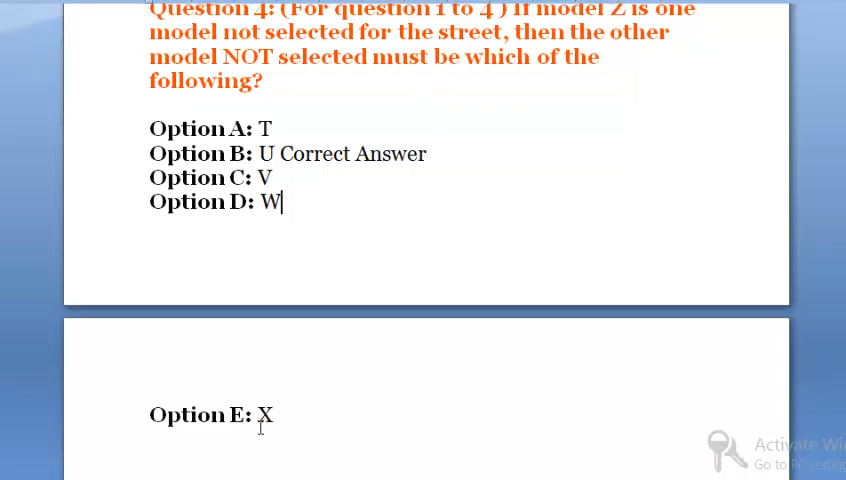 Question 4: (For question 1 to 4 ) If model Z is one
model not selected for the street, then the other
model NOT selected must be which of the
following?
Option A: T
Option B: U Correct Answer
Option C: V
Option D: W
Option E: X
Activate Wi
Go to PC setting